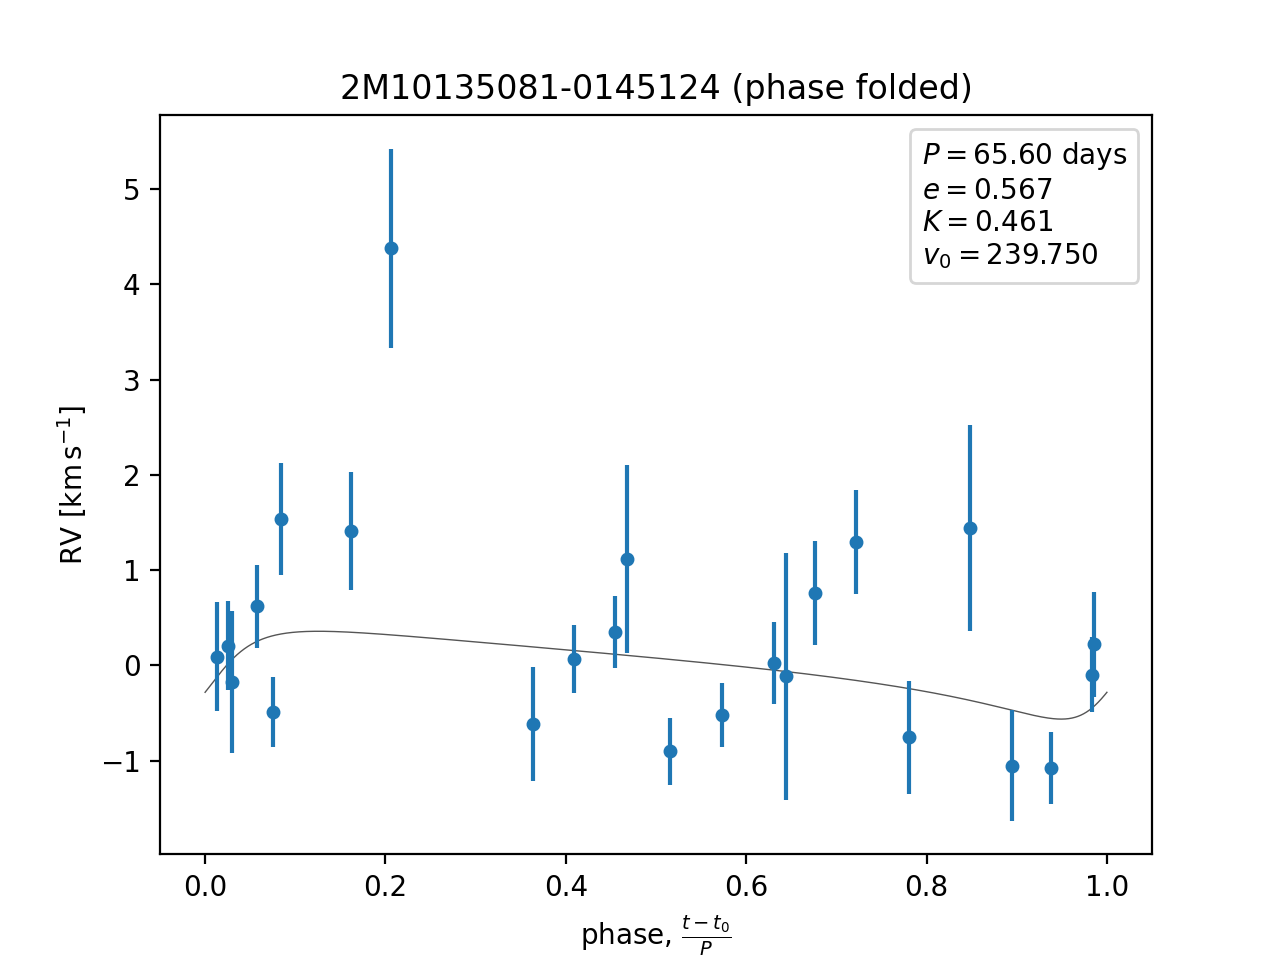 2M10135081-0145124 (phase folded)
P = 65.60 days
e = 0.567
K = 0.461
v₀ = 239.750
RV [km s⁻¹]
5
4
3
2
1
0
−1
0.0 0.2 0.4 0.6 0.8 1.0
phase, (t − t₀)/P